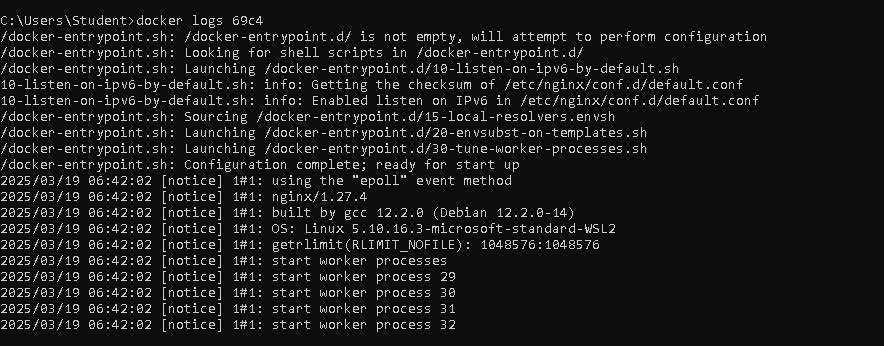 C:\Users\Student>docker logs 69c4
/docker-entrypoint.sh: /docker-entrypoint.d/ is not empty, will attempt to perform configuration
/docker-entrypoint.sh: Looking for shell scripts in /docker-entrypoint.d/
/docker-entrypoint.sh: Launching /docker-entrypoint.d/10-listen-on-ipv6-by-default.sh
10-listen-on-ipv6-by-default.sh: info: Getting the checksum of /etc/nginx/conf.d/default.conf
10-listen-on-ipv6-by-default.sh: info: Enabled listen on IPv6 in /etc/nginx/conf.d/default.conf
/docker-entrypoint.sh: Sourcing /docker-entrypoint.d/15-local-resolvers.envsh
/docker-entrypoint.sh: Launching /docker-entrypoint.d/20-envsubst-on-templates.sh
/docker-entrypoint.sh: Launching /docker-entrypoint.d/30-tune-worker-processes.sh
/docker-entrypoint.sh: Configuration complete; ready for start up
2025/03/19 06:42:02 [notice] 1#1: using the "epoll" event method
2025/03/19 06:42:02 [notice] 1#1: nginx/1.27.4
2025/03/19 06:42:02 [notice] 1#1: built by gcc 12.2.0 (Debian 12.2.0-14)
2025/03/19 06:42:02 [notice] 1#1: OS: Linux 5.10.16.3-microsoft-standard-WSL2
2025/03/19 06:42:02 [notice] 1#1: getrlimit(RLIMIT_NOFILE): 1048576:1048576
2025/03/19 06:42:02 [notice] 1#1: start worker processes
2025/03/19 06:42:02 [notice] 1#1: start worker process 29
2025/03/19 06:42:02 [notice] 1#1: start worker process 30
2025/03/19 06:42:02 [notice] 1#1: start worker process 31
2025/03/19 06:42:02 [notice] 1#1: start worker process 32